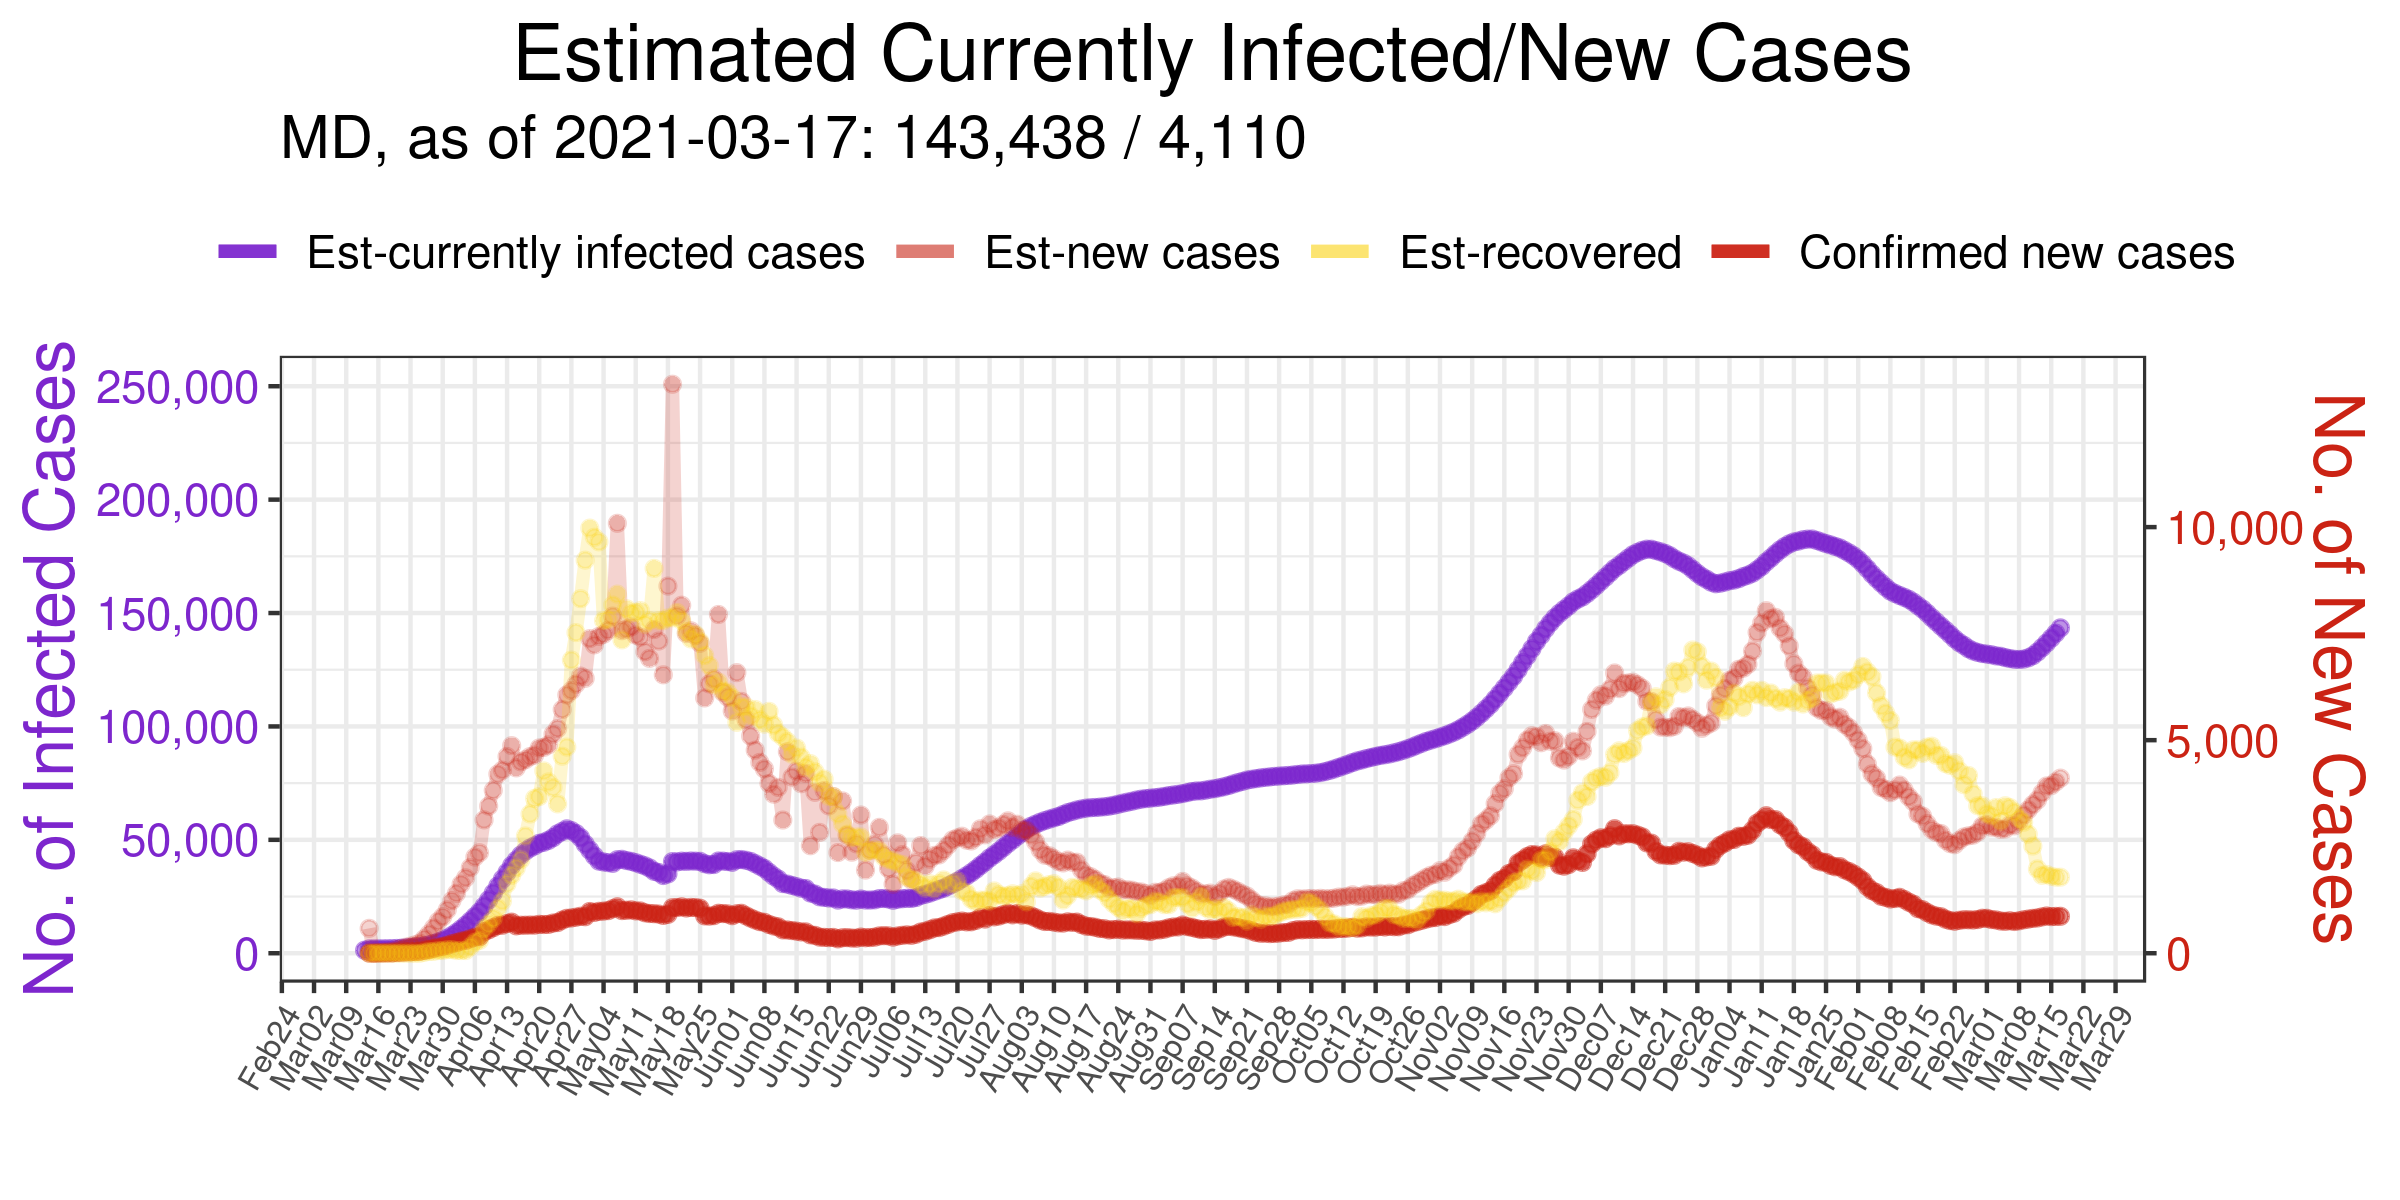 Estimated Currently Infected/New Cases
MD, as of 2021-03-17: 143,438 / 4,110
Est-currently infected cases Est-new cases Est-recovered Confirmed new cases
No. of Infected Cases
250,000
200,000
150,000
100,000
50,000
0
10,000
5,000
0
No. of New Cases
Feb24 Mar02 Mar09 Mar16 Mar23 Mar30 Apr06 Apr13 Apr20 Apr27 May04 May11 May18 May25 Jun01 Jun08 Jun15 Jun22 Jun29 Jul06 Jul13 Jul20 Jul27 Aug03 Aug10 Aug17 Aug24 Aug31 Sep07 Sep14 Sep21 Sep28 Oct05 Oct12 Oct19 Oct26 Nov02 Nov09 Nov16 Nov23 Nov30 Dec07 Dec14 Dec21 Dec28 Jan04 Jan11 Jan18 Jan25 Feb01 Feb08 Feb15 Feb22 Mar01 Mar08 Mar15 Mar22 Mar29